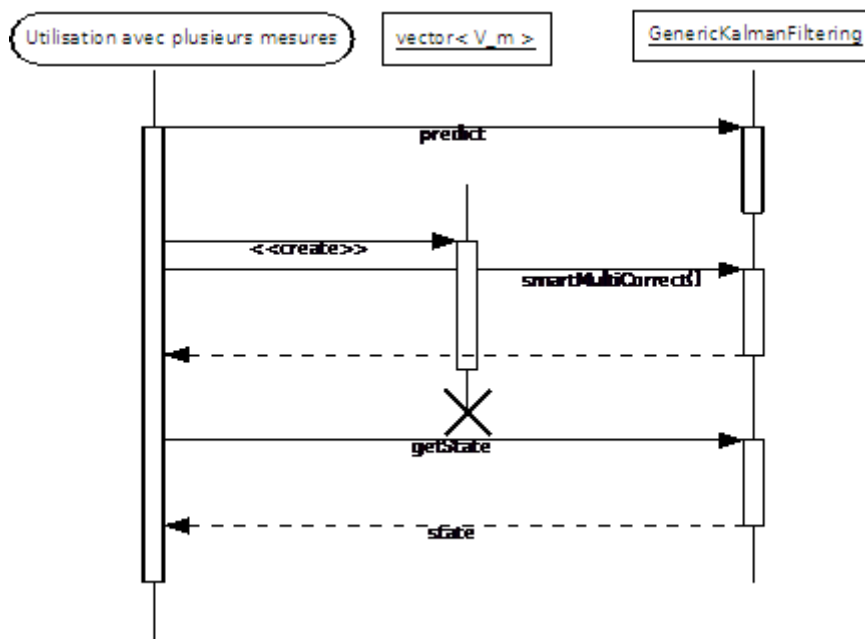 Utilisation avec plusieurs mesures
vector< V_m >
GenericKalmanFiltering
predict
<<create>>
smartMultiCorrect()
getState
state